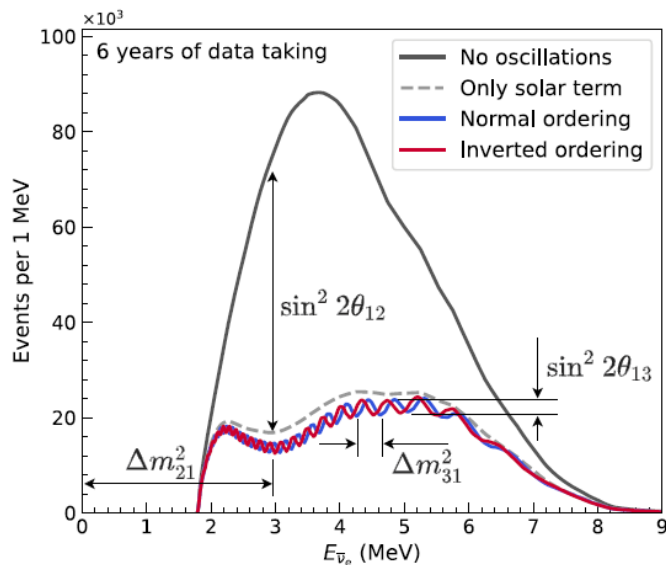 ×10³
6 years of data taking
No oscillations
Only solar term
Normal ordering
Inverted ordering
Events per 1 MeV
100
80
60
40
20
0
sin² 2θ₁₂
sin² 2θ₁₃
Δm²₂₁
Δm²₃₁
0 1 2 3 4 5 6 7 8 9
E_ν̄ₑ (MeV)